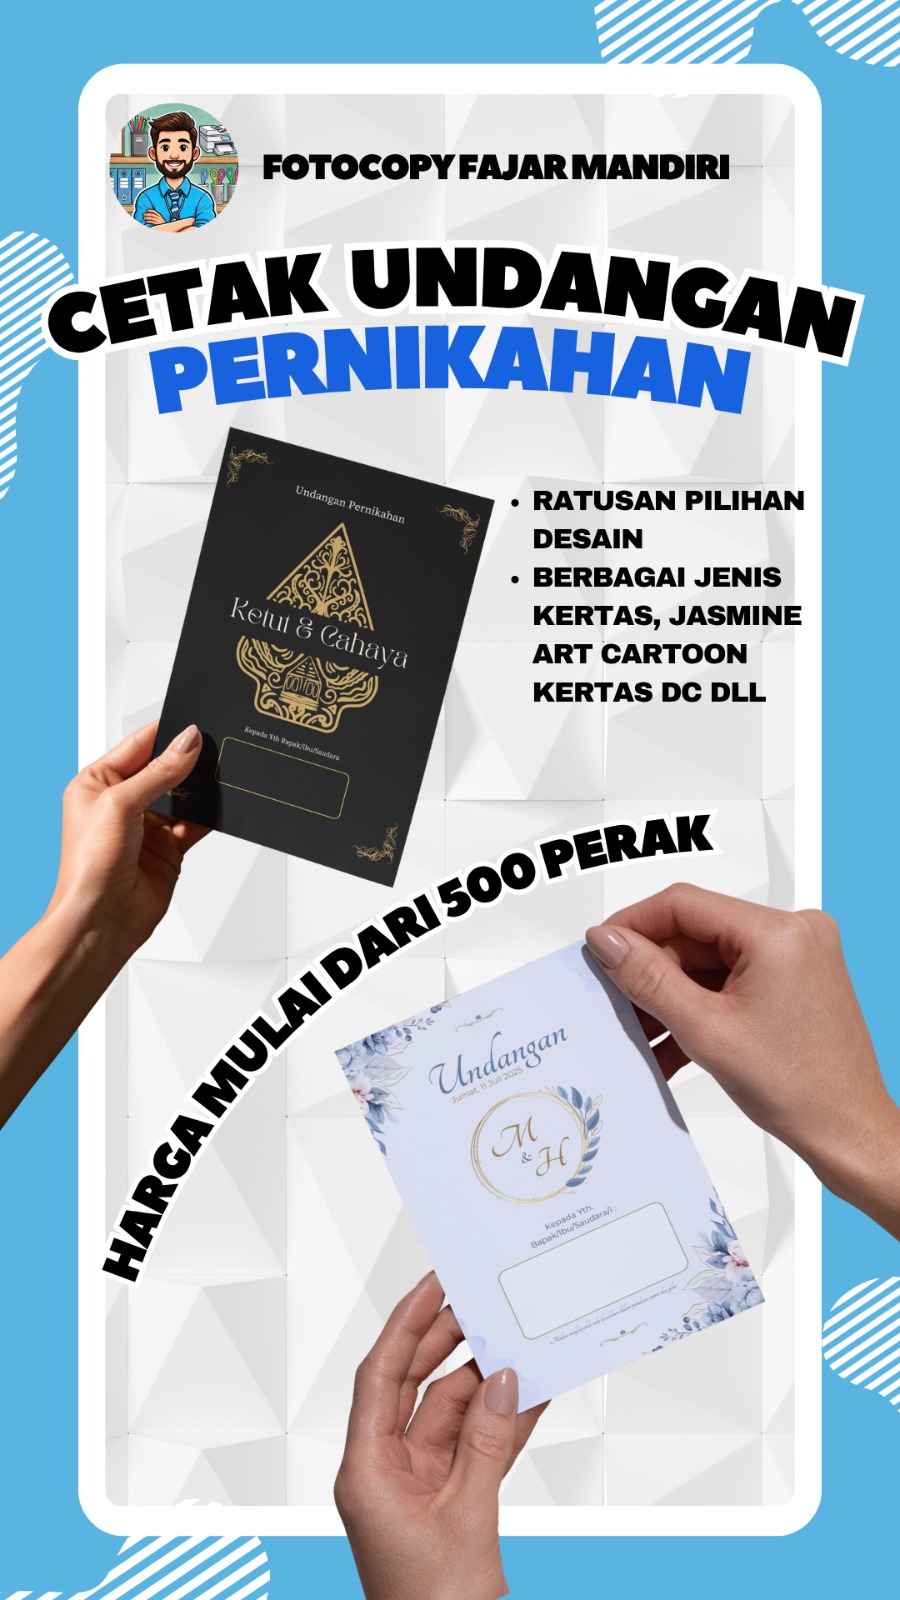 FOTOCOPY FAJAR MANDIRI
CETAK UNDANGAN
PERNIKAHAN
Undangan Pernikahan
Ketut & Cahaya
Kepada Yth Bapak/Ibu/Saudara
• RATUSAN PILIHAN
DESAIN
• BERBAGAI JENIS
KERTAS, JASMINE
ART CARTOON
KERTAS DC DLL
HARGA MULAI DARI 500 PERAK
Undangan
Jumat, 11 Juli 2025
M
&
H
Kepada Yth.
Bapak/Ibu/Saudara/i :